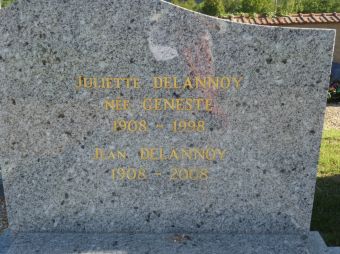 JULIETTE DELANNOY
NÉE GENESTE
1908 - 1998
JEAN DELANNOY
1908 - 2008